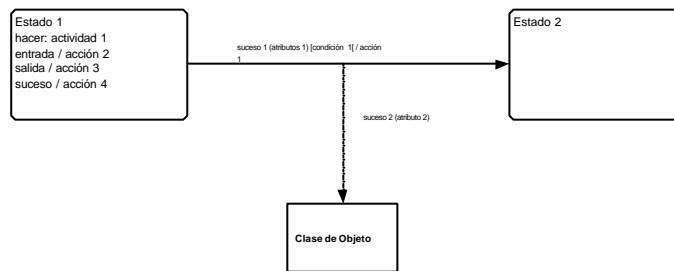 Estado 1
hacer: actividad 1
entrada / acción 2
salida / acción 3
suceso / acción 4
suceso 1 (atributos 1) [condición 1[ / acción
1
Estado 2
suceso 2 (atributo 2)
Clase de Objeto